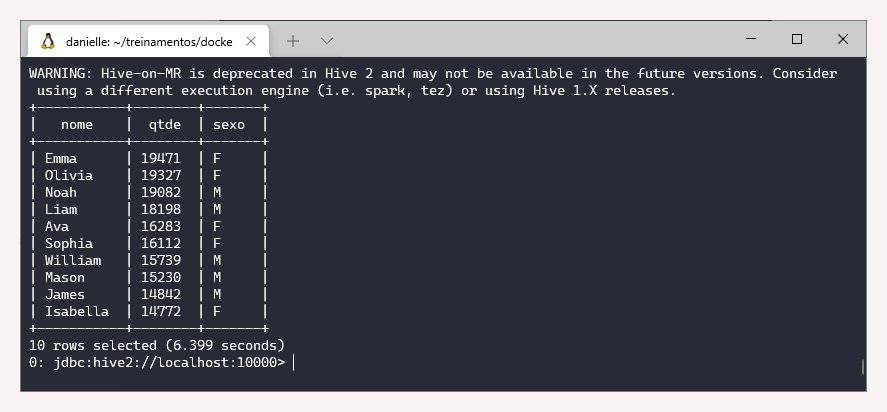 danielle: ~/treinamentos/docke
WARNING: Hive-on-MR is deprecated in Hive 2 and may not be available in the future versions. Consider
 using a different execution engine (i.e. spark, tez) or using Hive 1.X releases.
+-----------+--------+-------+
|   nome    |  qtde  | sexo  |
+-----------+--------+-------+
| Emma      | 19471  | F     |
| Olivia    | 19327  | F     |
| Noah      | 19082  | M     |
| Liam      | 18198  | M     |
| Ava       | 16283  | F     |
| Sophia    | 16112  | F     |
| William   | 15739  | M     |
| Mason     | 15230  | M     |
| James     | 14842  | M     |
| Isabella  | 14772  | F     |
+-----------+--------+-------+
10 rows selected (6.399 seconds)
0: jdbc:hive2://localhost:10000>